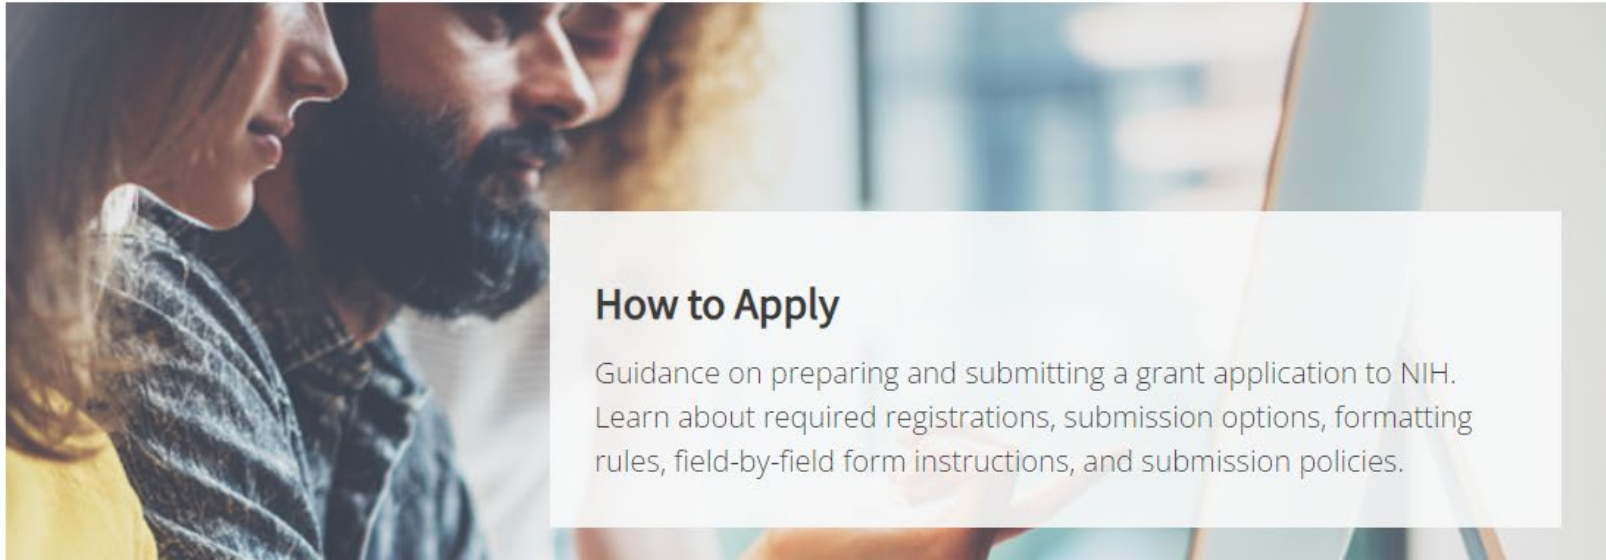 How to Apply
Guidance on preparing and submitting a grant application to NIH.
Learn about required registrations, submission options, formatting
rules, field-by-field form instructions, and submission policies.